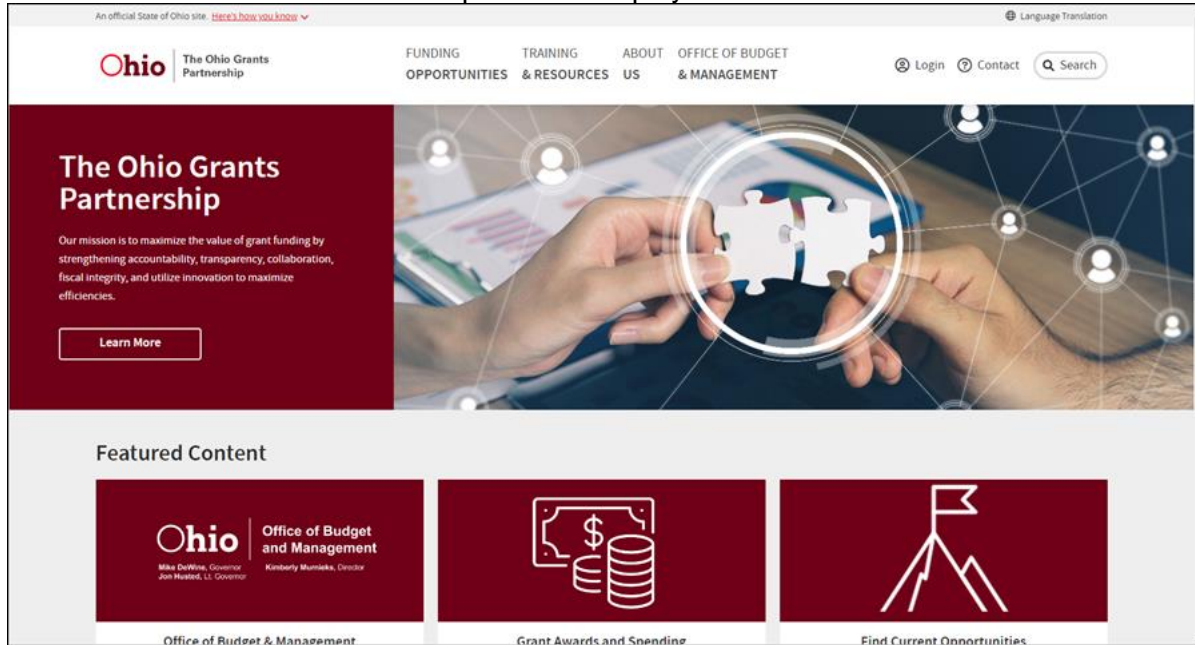 An official State of Ohio site. Here's how you know
Language Translation
Ohio
The Ohio Grants
Partnership
FUNDING
OPPORTUNITIES
TRAINING
& RESOURCES
ABOUT
US
OFFICE OF BUDGET
& MANAGEMENT
Login
Contact
Search
The Ohio Grants
Partnership
Our mission is to maximize the value of grant funding by
strengthening accountability, transparency, collaboration,
fiscal integrity, and utilize innovation to maximize
efficiencies.
Learn More
Featured Content
Ohio
Office of Budget
and Management
Mike DeWine, Governor
Jon Husted, Lt. Governor
Kimberly Murnieks, Director
$
Office of Budget & Management
Grant Awards and Spending
Find Current Opportunities